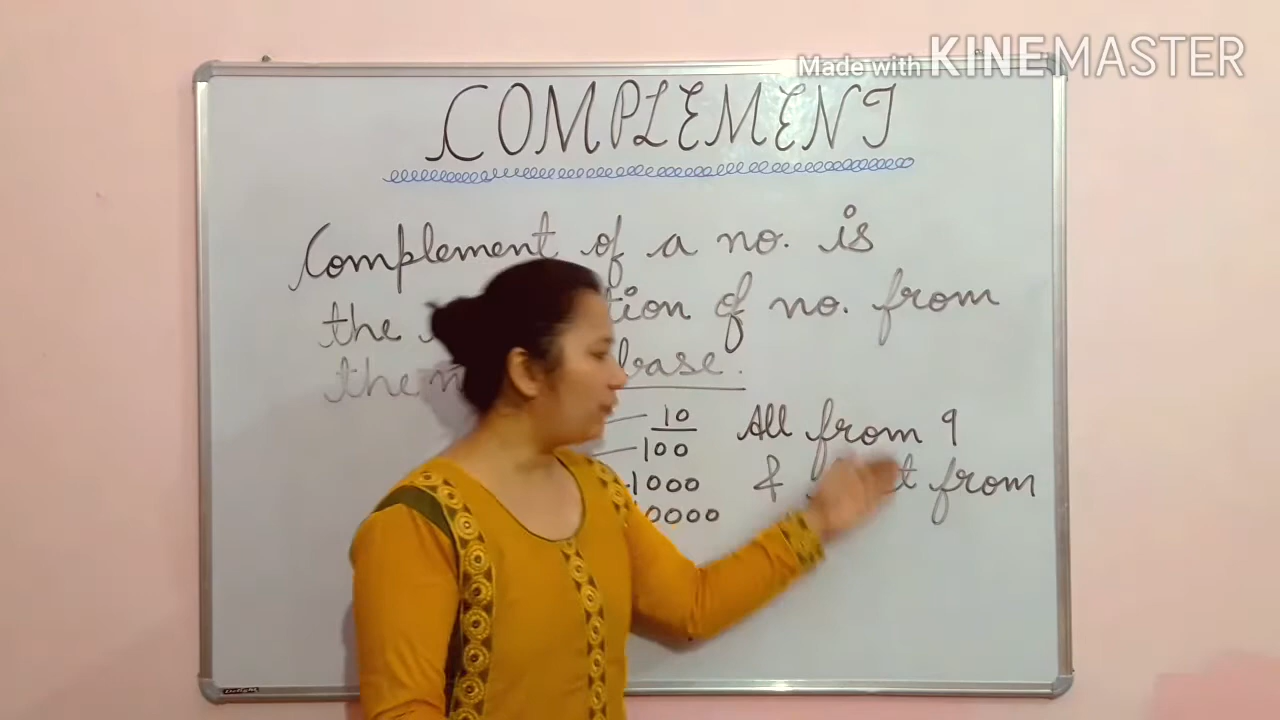 Made with KINEMASTER
COMPLEMENT
Complement of a no. is
the of no. from
the base.
10
100
1000
0000
All from 9
& from